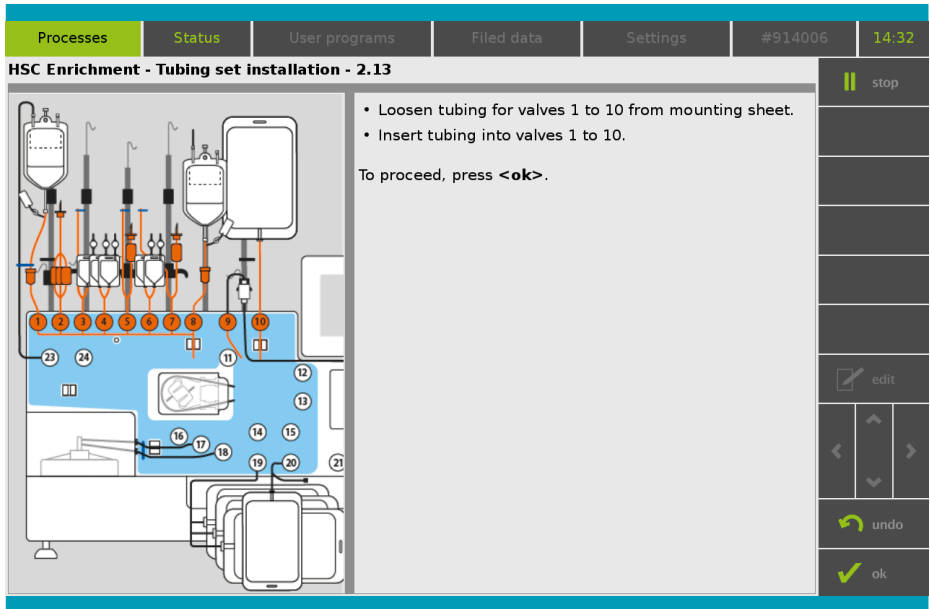 Processes Status User programs Filed data Settings #914006 14:32
HSC Enrichment - Tubing set installation - 2.13
stop
• Loosen tubing for valves 1 to 10 from mounting sheet.
• Insert tubing into valves 1 to 10.
To proceed, press <ok>.
1 2 3 4 5 6 7 8 9 10
23 24 11
12
13
16 17 18 14 15
19 20 21
edit
undo
ok